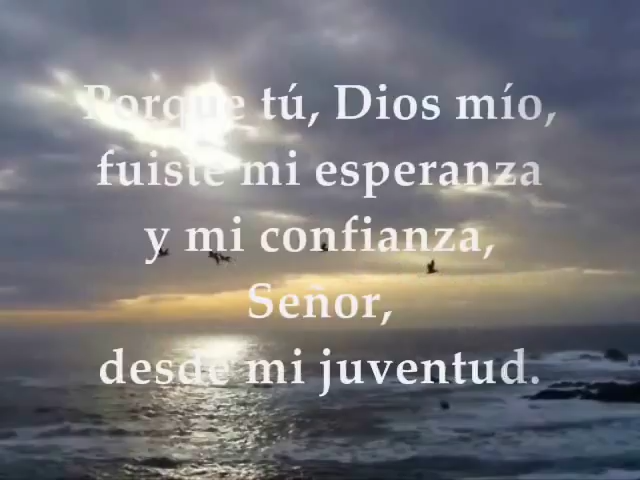 Porque tú, Dios mío,
fuiste mi esperanza
y mi confianza,
Señor,
desde mi juventud.